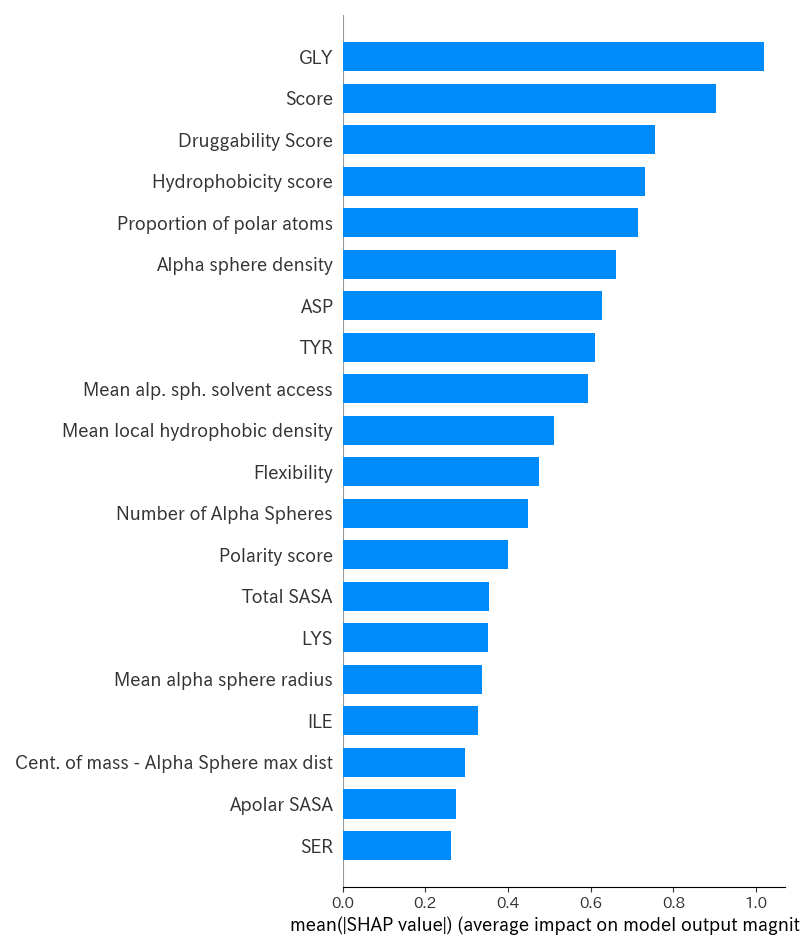 GLY
Score
Druggability Score
Hydrophobicity score
Proportion of polar atoms
Alpha sphere density
ASP
TYR
Mean alp. sph. solvent access
Mean local hydrophobic density
Flexibility
Number of Alpha Spheres
Polarity score
Total SASA
LYS
Mean alpha sphere radius
ILE
Cent. of mass - Alpha Sphere max dist
Apolar SASA
SER
0.0 0.2 0.4 0.6 0.8 1.0
mean(|SHAP value|) (average impact on model output magnit